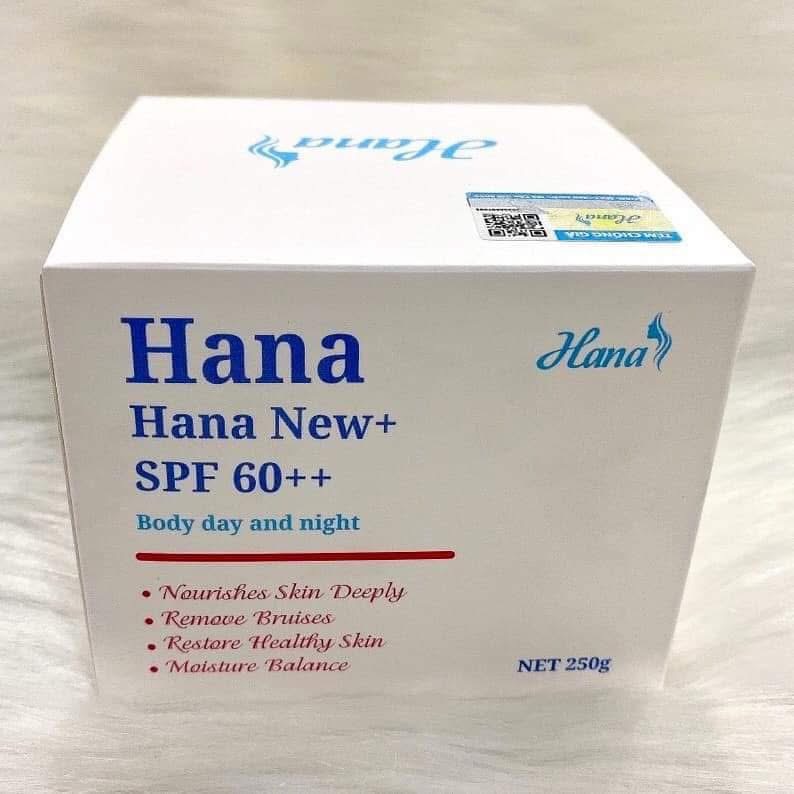 Hana
Hana
TEM CHỐNG GIẢ
Hana
Hana
Hana New+
SPF 60++
Body day and night
• Nourishes Skin Deeply
• Remove Bruises
• Restore Healthy Skin
• Moisture Balance
NET 250g